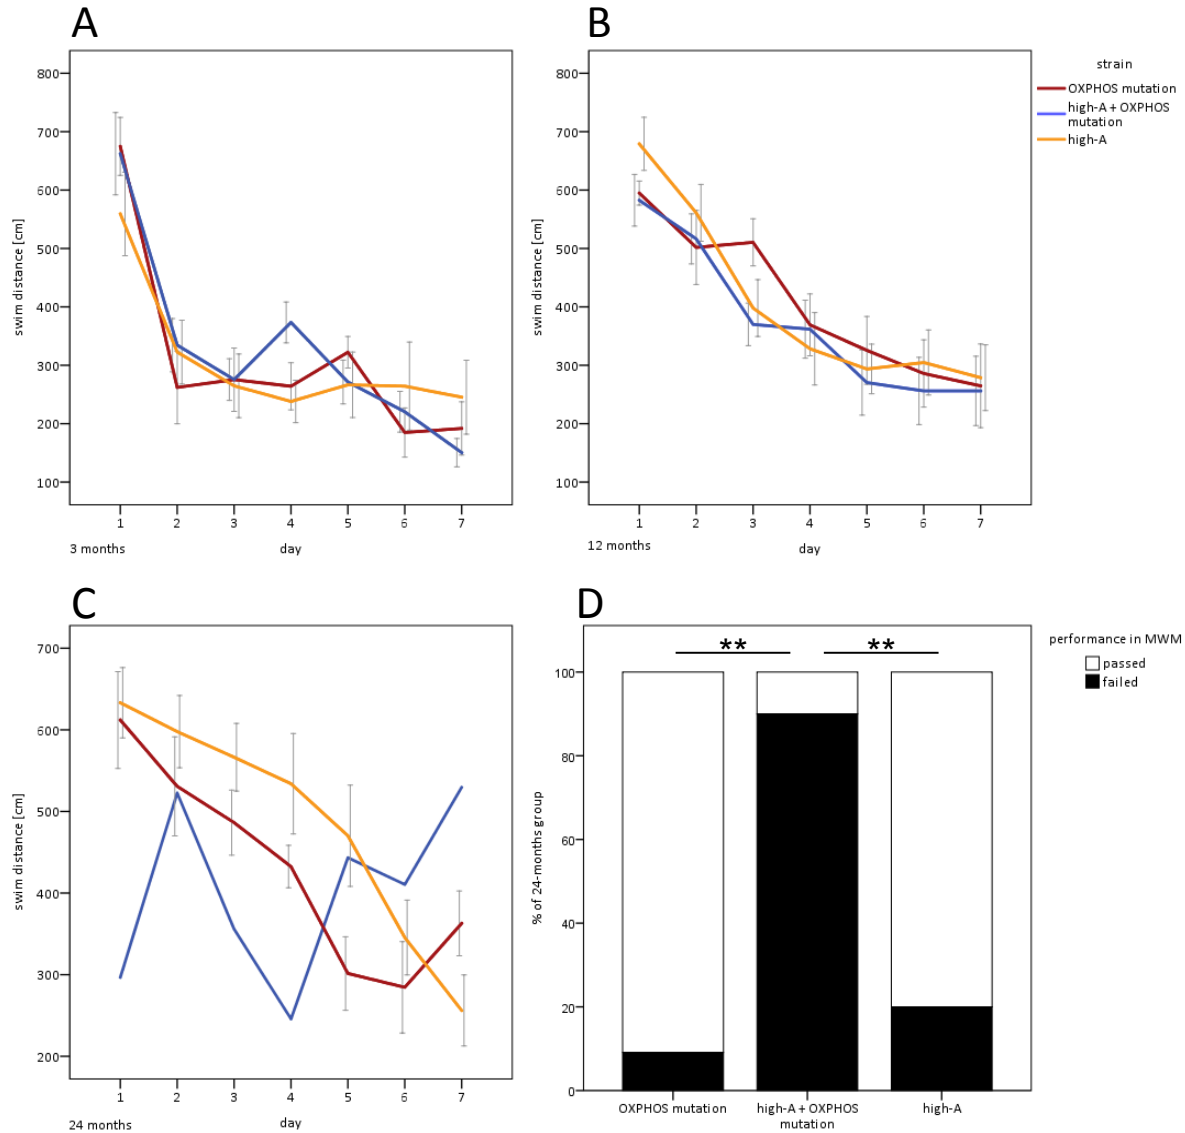 A
B
800
700
600
500
400
300
200
100
swim distance [cm]
1 2 3 4 5 6 7
3 months
day
800
700
600
500
400
300
200
100
swim distance [cm]
1 2 3 4 5 6 7
12 months
day
strain
OXPHOS mutation
high-A + OXPHOS
mutation
high-A
C
D
700
600
500
400
300
200
swim distance [cm]
1 2 3 4 5 6 7
24 months
day
100
80
60
40
20
0
% of 24-months group
** **
OXPHOS mutation
high-A + OXPHOS
mutation
high-A
performance in MWM
passed
failed